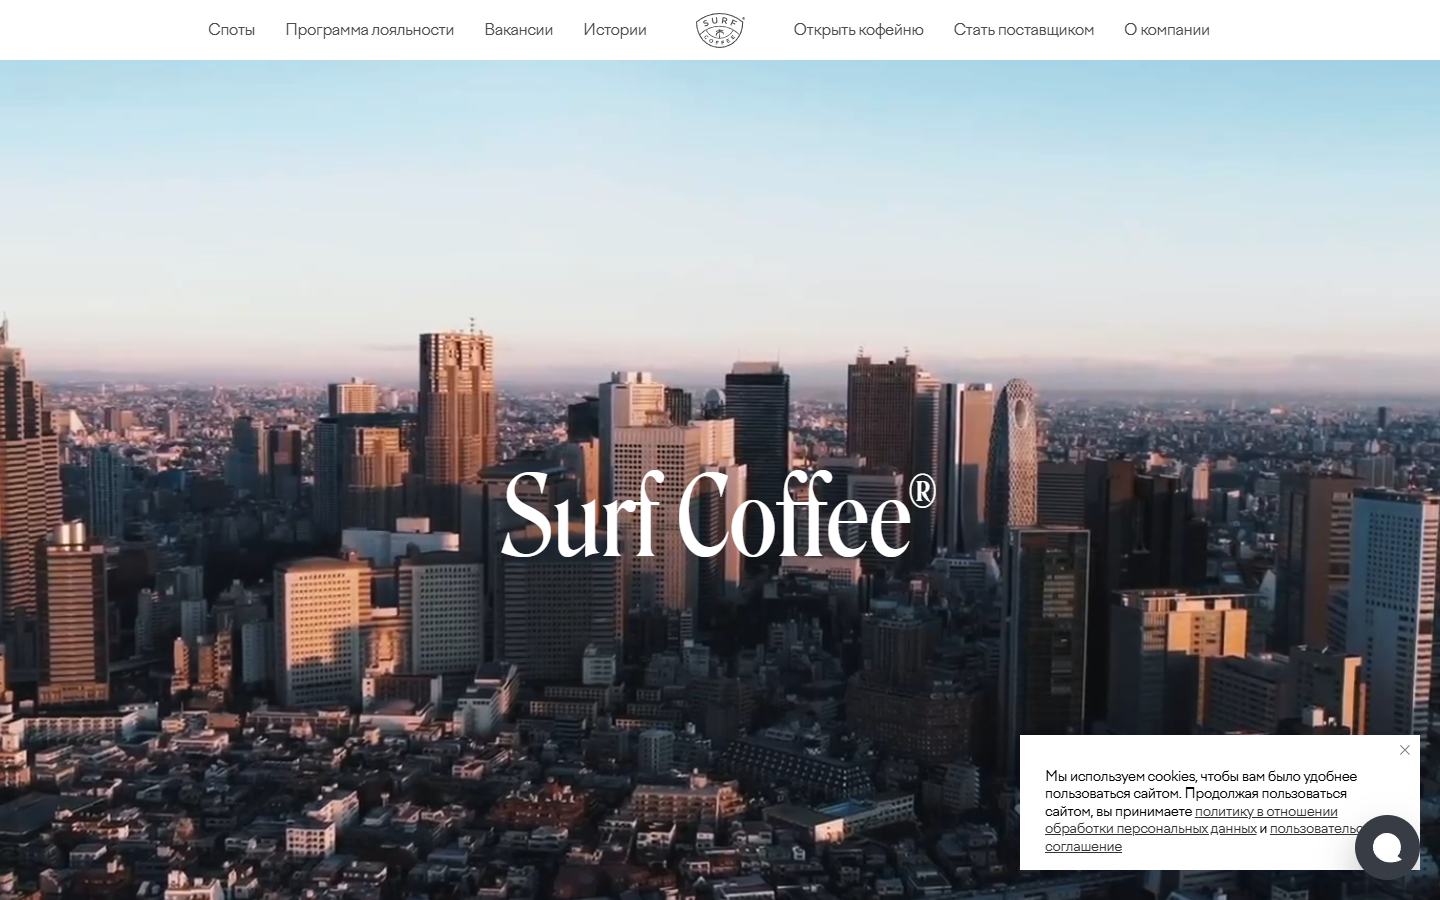 Споты
Программа лояльности
Вакансии
Истории
SURF
COFFEE
Открыть кофейню
Стать поставщиком
О компании
Surf Coffee®
Мы используем cookies, чтобы вам было удобнее
пользоваться сайтом. Продолжая пользоваться
сайтом, вы принимаете политику в отношении
обработки персональных данных и
соглашение